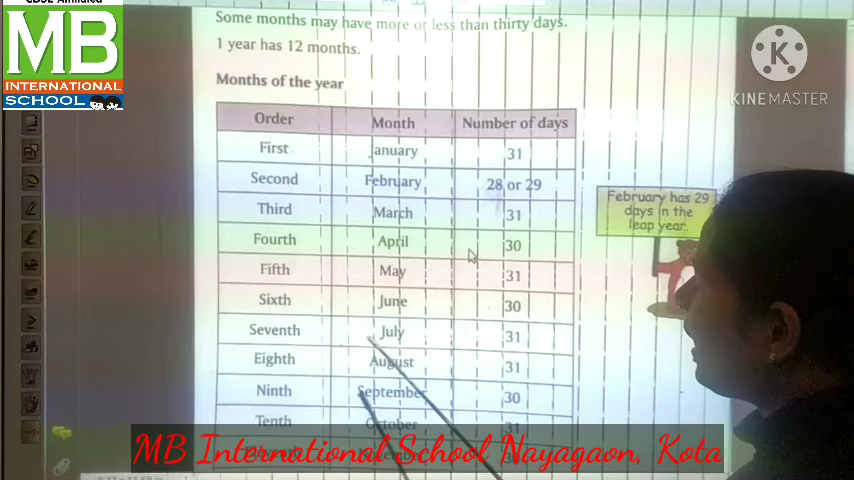 CBSE Affiliated
MB
INTERNATIONAL
SCHOOL
KINEMASTER
Some months may have more or less than thirty days.
1 year has 12 months.
Months of the year
Order Month Number of days
First January 31
Second February 28 or 29
Third March 31
Fourth April 30
Fifth May 31
Sixth June 30
Seventh July 31
Eighth August 31
Ninth September 30
Tenth October 31
February has 29
days in the
leap year.
MB International School Nayagaon, Kota